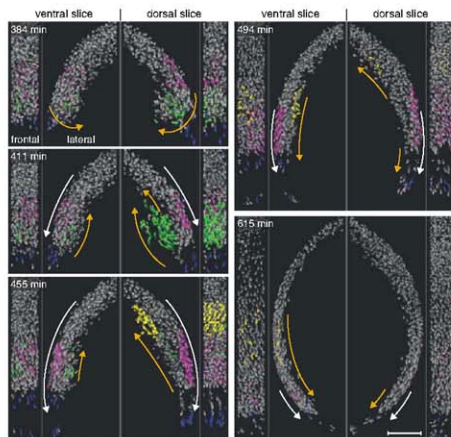 ventral slice dorsal slice
384 min
frontal lateral
411 min
455 min
ventral slice dorsal slice
494 min
615 min